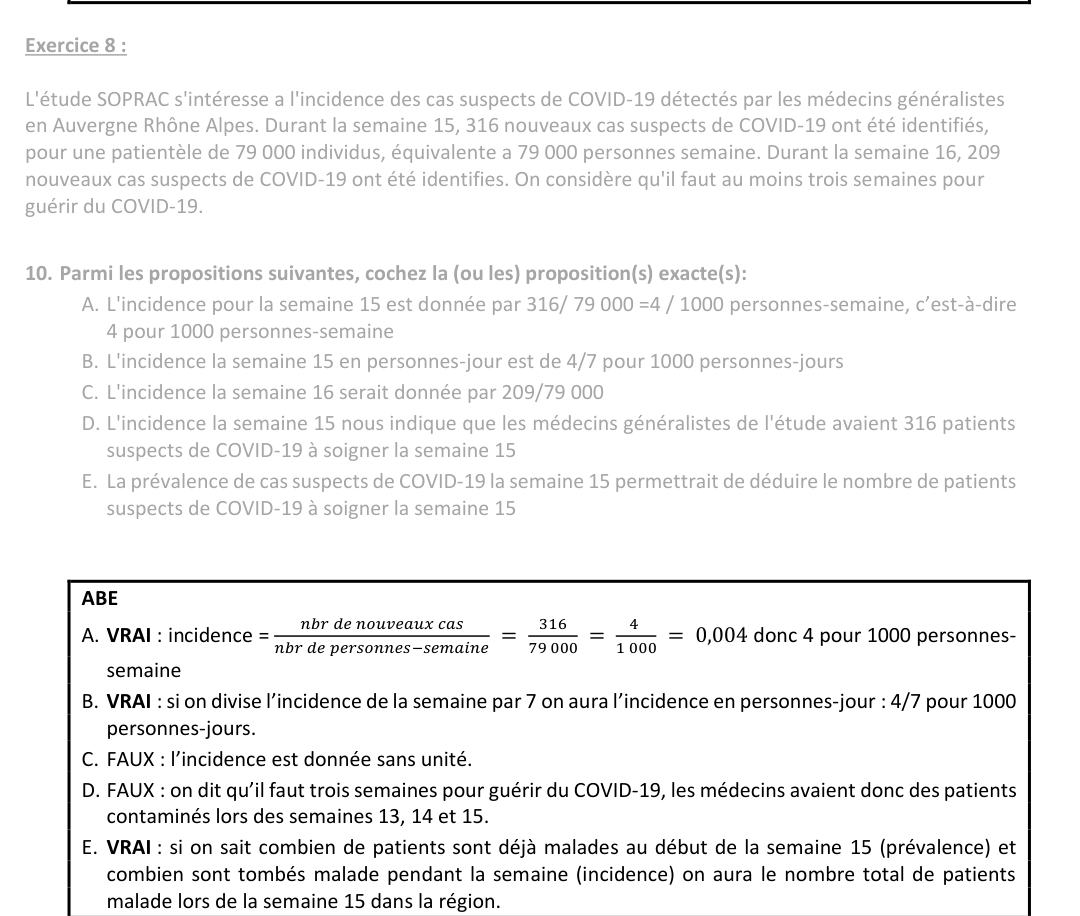 Exercice 8 :
L'étude SOPRAC s'intéresse a l'incidence des cas suspects de COVID-19 détectés par les médecins généralistes
en Auvergne Rhône Alpes. Durant la semaine 15, 316 nouveaux cas suspects de COVID-19 ont été identifiés,
pour une patientèle de 79 000 individus, équivalente a 79 000 personnes semaine. Durant la semaine 16, 209
nouveaux cas suspects de COVID-19 ont été identifies. On considère qu'il faut au moins trois semaines pour
guérir du COVID-19.
10. Parmi les propositions suivantes, cochez la (ou les) proposition(s) exacte(s):
A. L'incidence pour la semaine 15 est donnée par 316/ 79 000 =4 / 1000 personnes-semaine, c’est-à-dire
4 pour 1000 personnes-semaine
B. L'incidence la semaine 15 en personnes-jour est de 4/7 pour 1000 personnes-jours
C. L'incidence la semaine 16 serait donnée par 209/79 000
D. L'incidence la semaine 15 nous indique que les médecins généralistes de l'étude avaient 316 patients
suspects de COVID-19 à soigner la semaine 15
E. La prévalence de cas suspects de COVID-19 la semaine 15 permettrait de déduire le nombre de patients
suspects de COVID-19 à soigner la semaine 15
ABE
A. VRAI : incidence = nbr de nouveaux cas / nbr de personnes−semaine = 316 / 79 000 = 4 / 1 000 = 0,004 donc 4 pour 1000 personnes-
semaine
B. VRAI : si on divise l’incidence de la semaine par 7 on aura l’incidence en personnes-jour : 4/7 pour 1000
personnes-jours.
C. FAUX : l’incidence est donnée sans unité.
D. FAUX : on dit qu’il faut trois semaines pour guérir du COVID-19, les médecins avaient donc des patients
contaminés lors des semaines 13, 14 et 15.
E. VRAI : si on sait combien de patients sont déjà malades au début de la semaine 15 (prévalence) et
combien sont tombés malade pendant la semaine (incidence) on aura le nombre total de patients
malade lors de la semaine 15 dans la région.